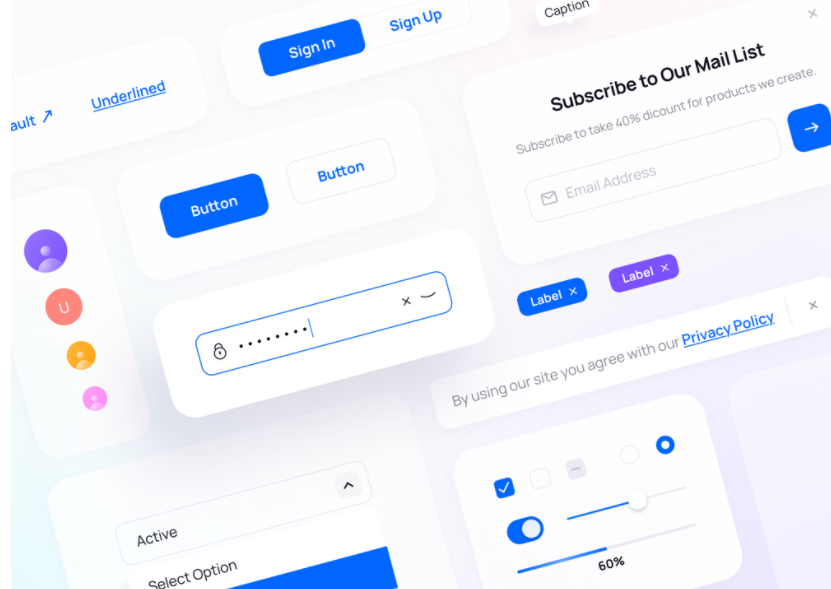 Caption
Sign In
Sign Up
Underlined
ault ↗
Subscribe to Our Mail List
Subscribe to take 40% dicount for products we create.
Email Address
Button
Button
U
Label
Label
By using our site you agree with our Privacy Policy
Active
Select Option
60%